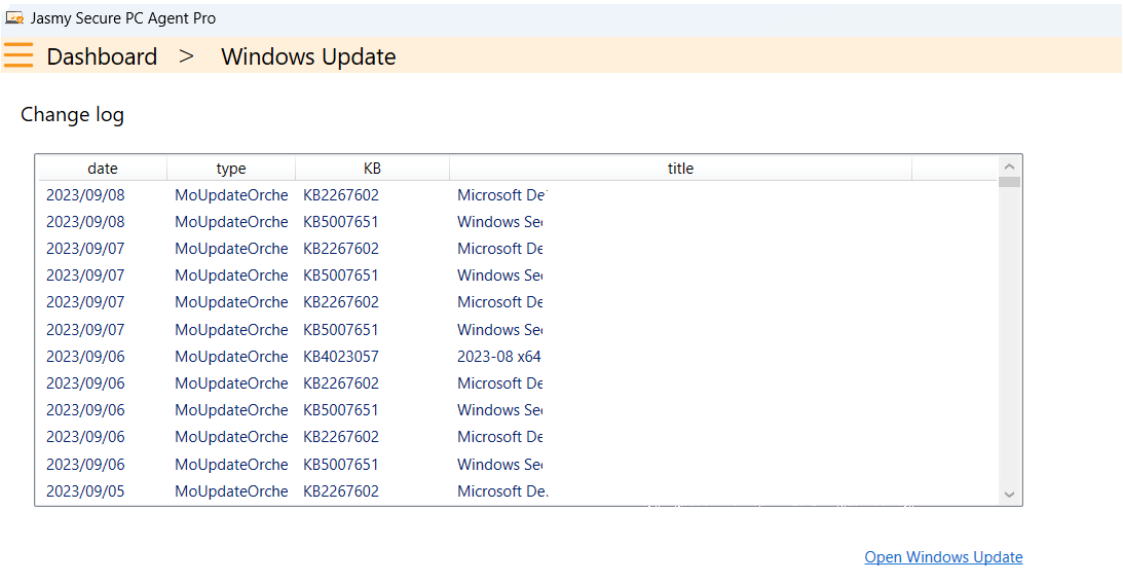 Jasmy Secure PC Agent Pro
Dashboard > Windows Update
Change log
date type KB title
2023/09/08 MoUpdateOrche KB2267602 Microsoft De
2023/09/08 MoUpdateOrche KB5007651 Windows Se
2023/09/07 MoUpdateOrche KB2267602 Microsoft De
2023/09/07 MoUpdateOrche KB5007651 Windows Se
2023/09/07 MoUpdateOrche KB2267602 Microsoft De
2023/09/07 MoUpdateOrche KB5007651 Windows Se
2023/09/06 MoUpdateOrche KB4023057 2023-08 x64
2023/09/06 MoUpdateOrche KB2267602 Microsoft De
2023/09/06 MoUpdateOrche KB5007651 Windows Se
2023/09/06 MoUpdateOrche KB2267602 Microsoft De
2023/09/06 MoUpdateOrche KB5007651 Windows Se
2023/09/05 MoUpdateOrche KB2267602 Microsoft De.
Open Windows Update